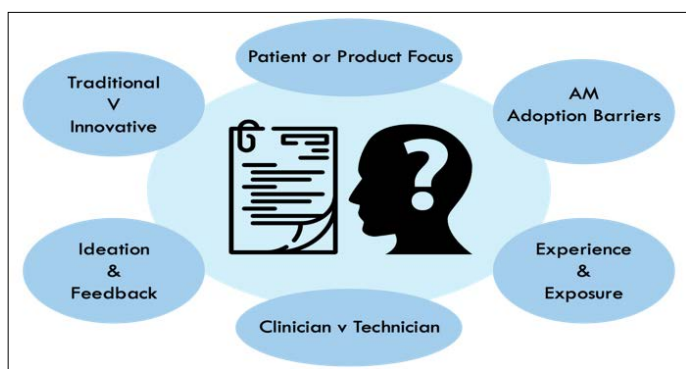 Patient or Product Focus
Traditional
V
Innovative
AM
Adoption Barriers
Ideation
&
Feedback
Experience
&
Exposure
Clinician v Technician